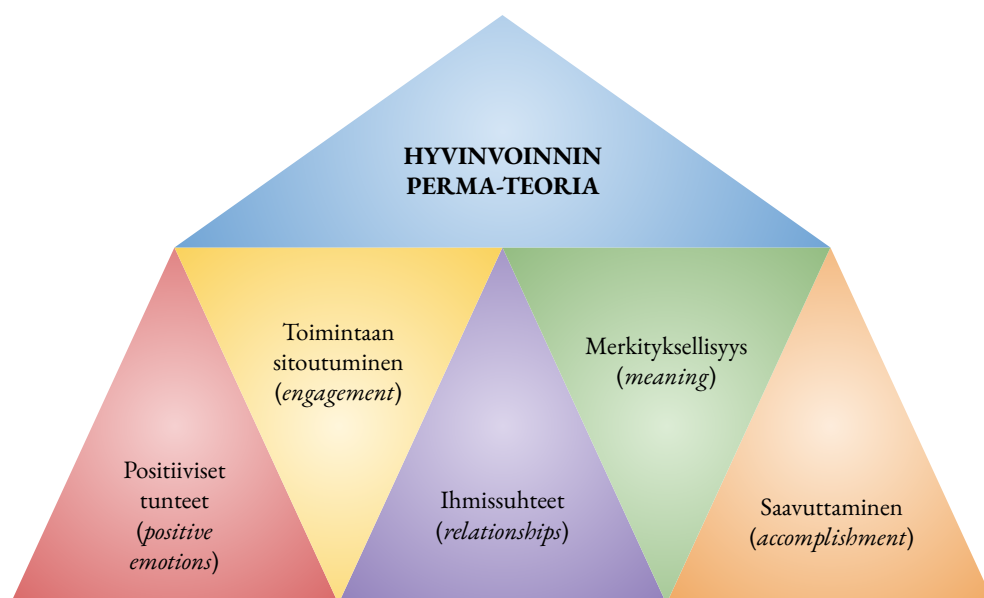 HYVINVOINNIN
PERMA-TEORIA
Positiiviset
tunteet
(positive
emotions)
Toimintaan
sitoutuminen
(engagement)
Ihmissuhteet
(relationships)
Merkityksellisyys
(meaning)
Saavuttaminen
(accomplishment)